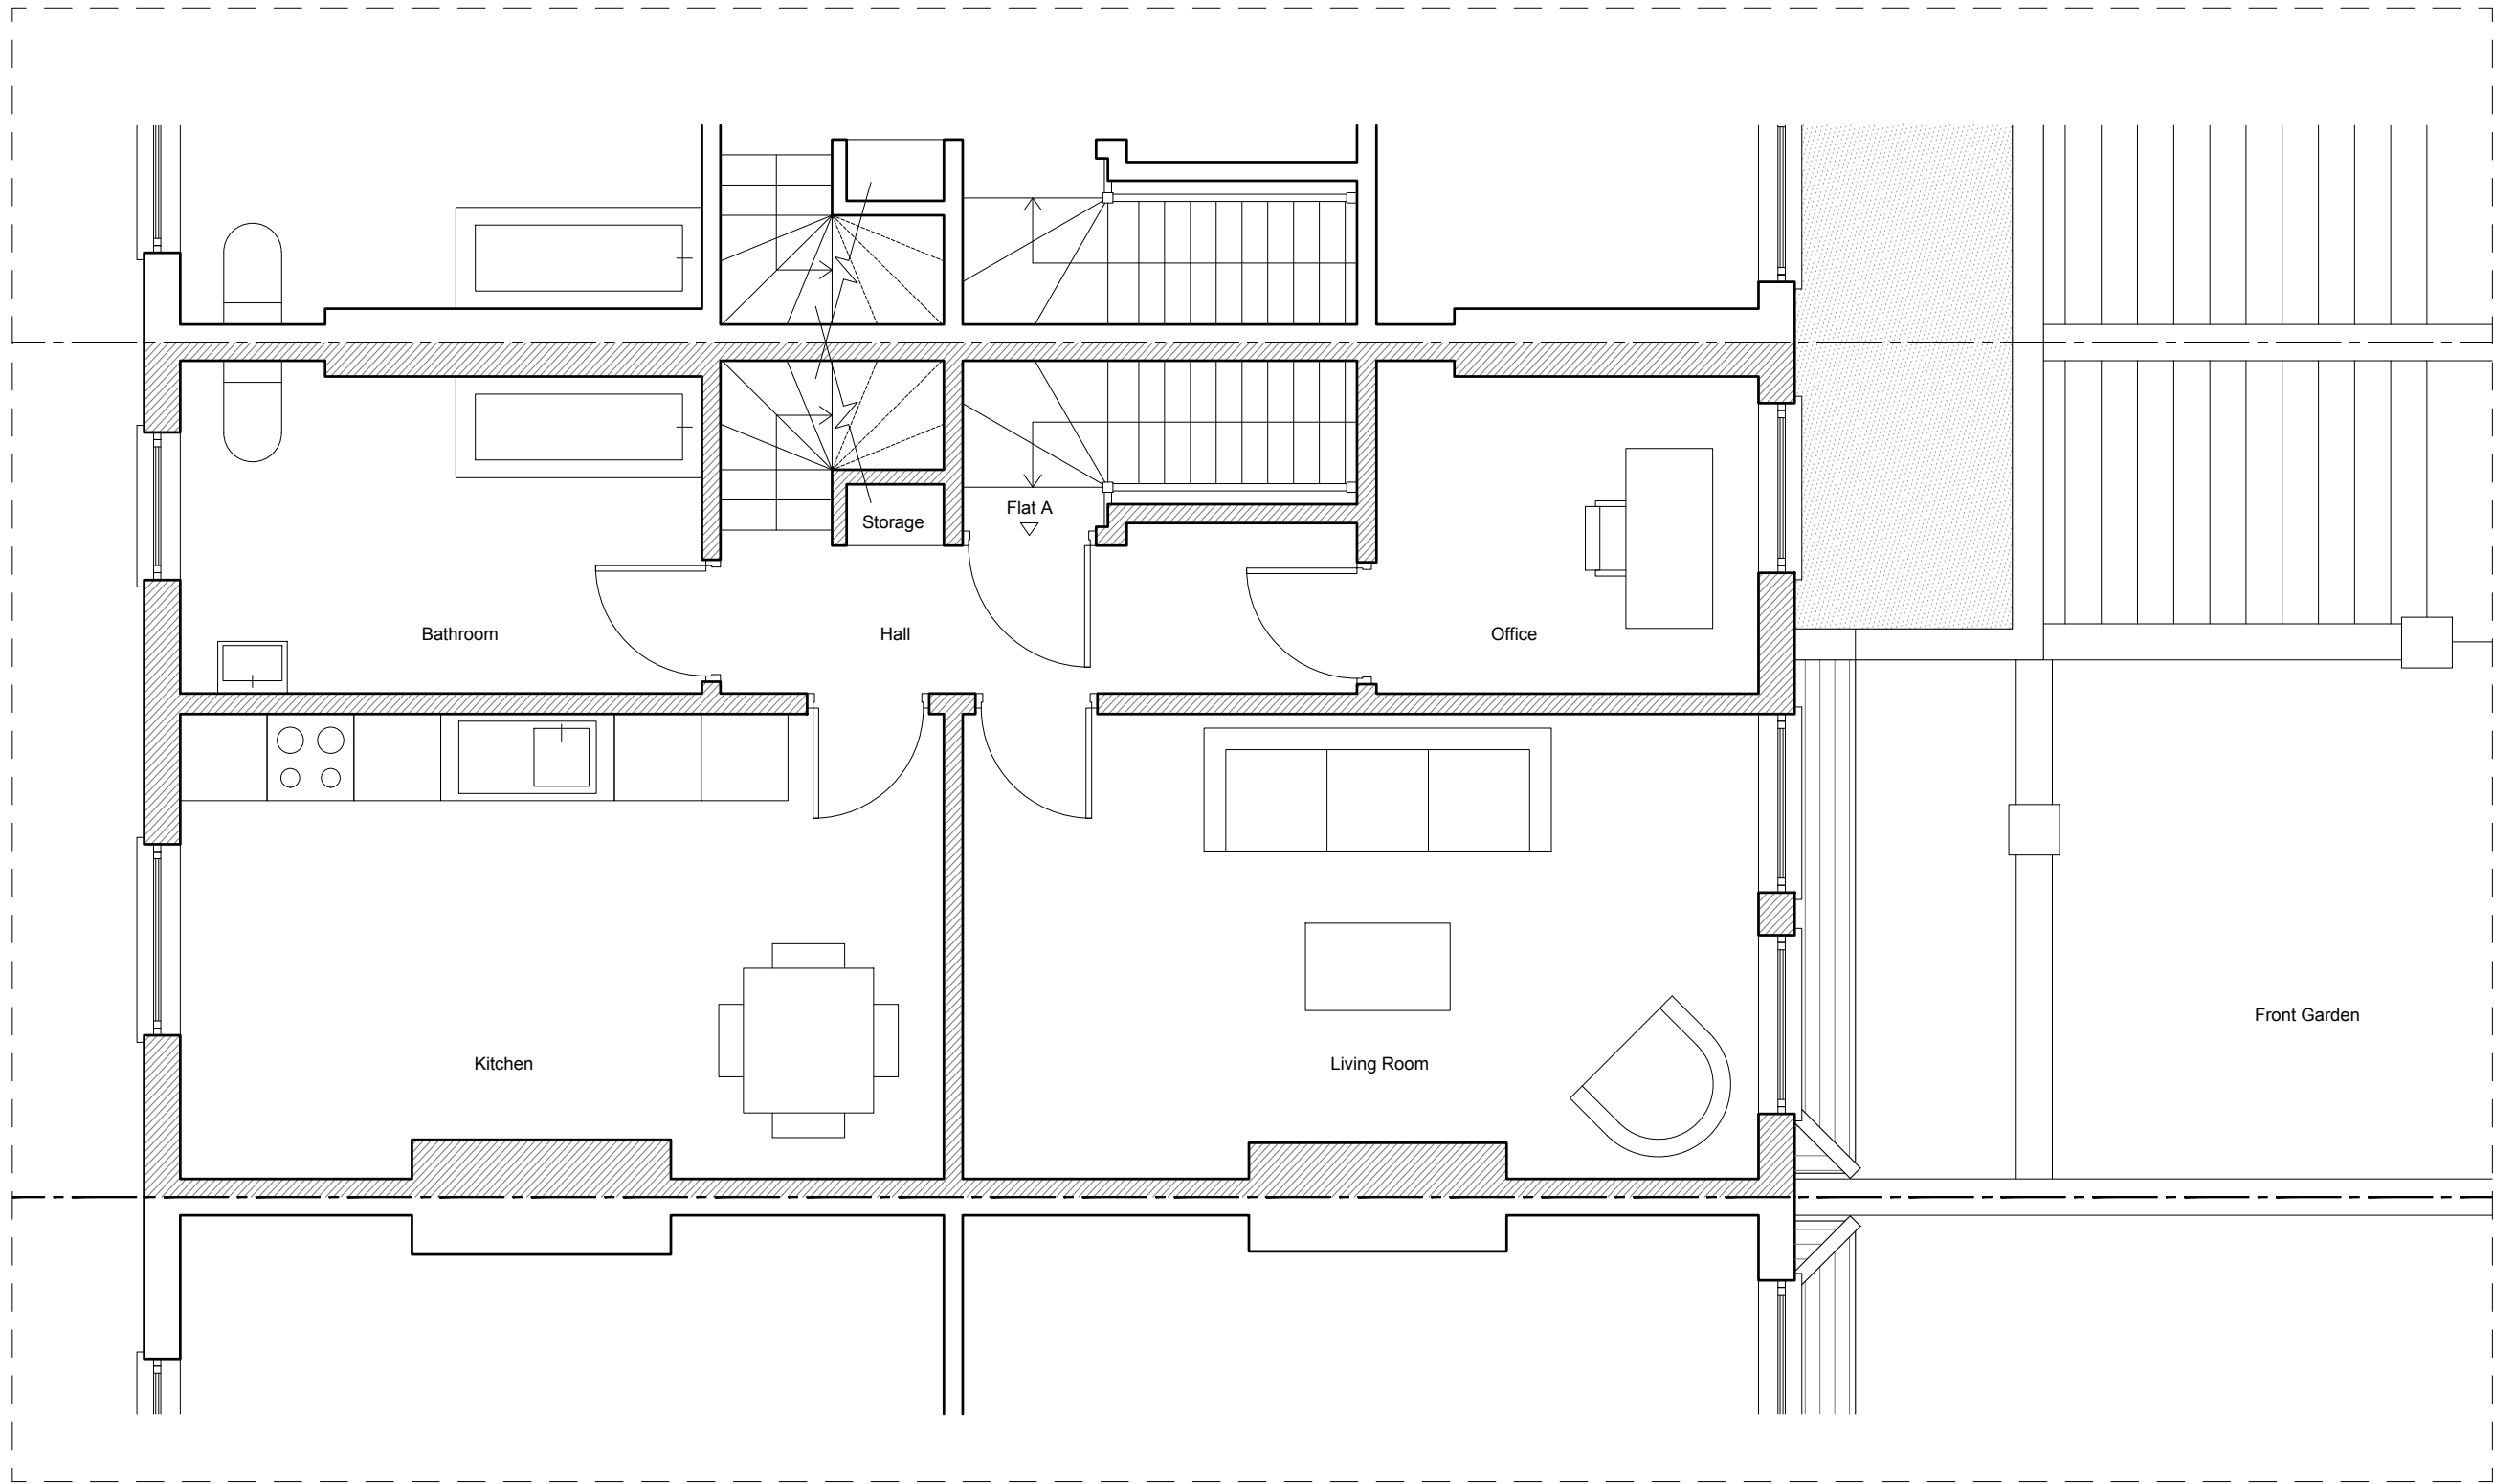 Flat A
Storage
Bathroom
Hall
Office
Front Garden
Kitchen
Living Room